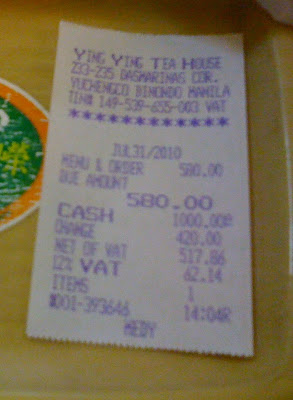 YING YING TEA HOUSE
233-235 DASMARINAS COR.
YUCHENGCO BINONDO MANILA
TIN# 149-539-655-003 VAT
************
JUL31/2010
MENU & ORDER 580.00
DUE AMOUNT
580.00
CASH 1000.00
CHANGE 420.00
NET OF VAT 517.86
12% VAT 62.14
ITEMS 1
#001-393646 14:04R
MEDY